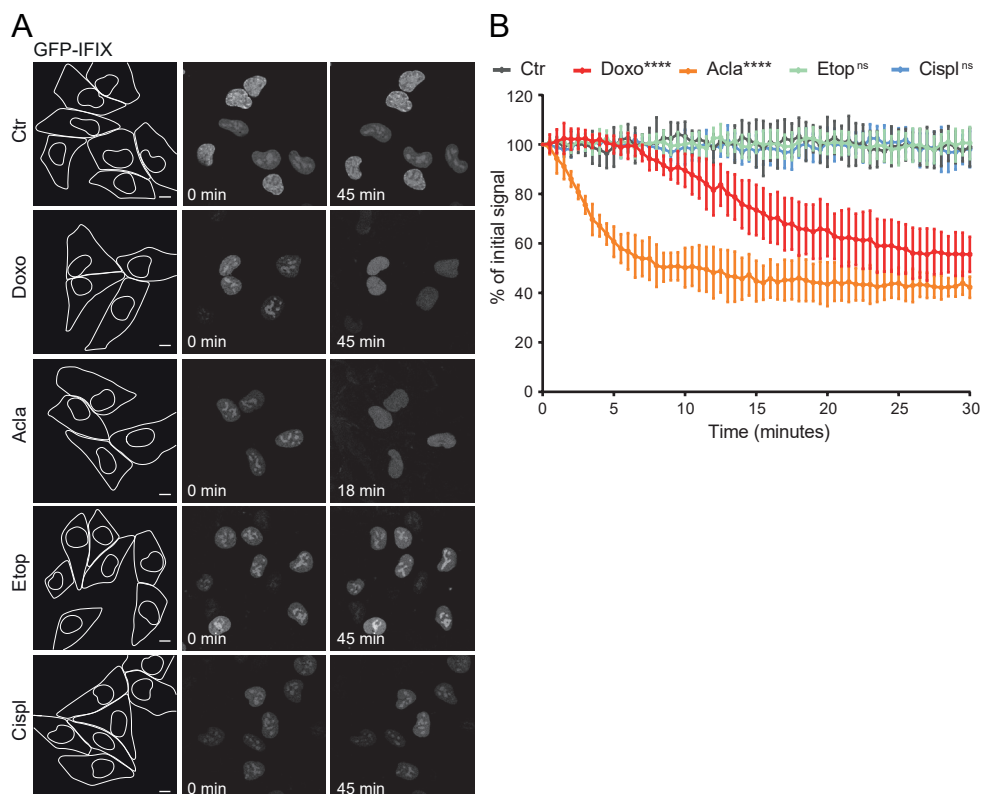 A
GFP-IFIX
Ctr
0 min
45 min
Doxo
0 min
45 min
Acla
0 min
18 min
Etop
0 min
45 min
Cispl
0 min
45 min
B
Ctr Doxo**** Acla**** Etop ns Cispl ns
% of initial signal
120
100
80
60
40
20
0
0 5 10 15 20 25 30
Time (minutes)